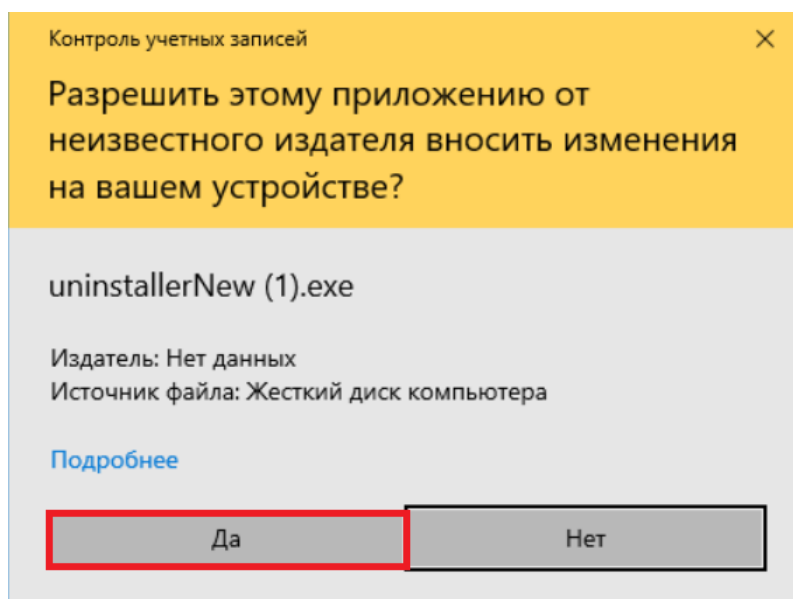 Контроль учетных записей
Разрешить этому приложению от
неизвестного издателя вносить изменения
на вашем устройстве?
uninstallerNew (1).exe
Издатель: Нет данных
Источник файла: Жесткий диск компьютера
Подробнее
Да
Нет